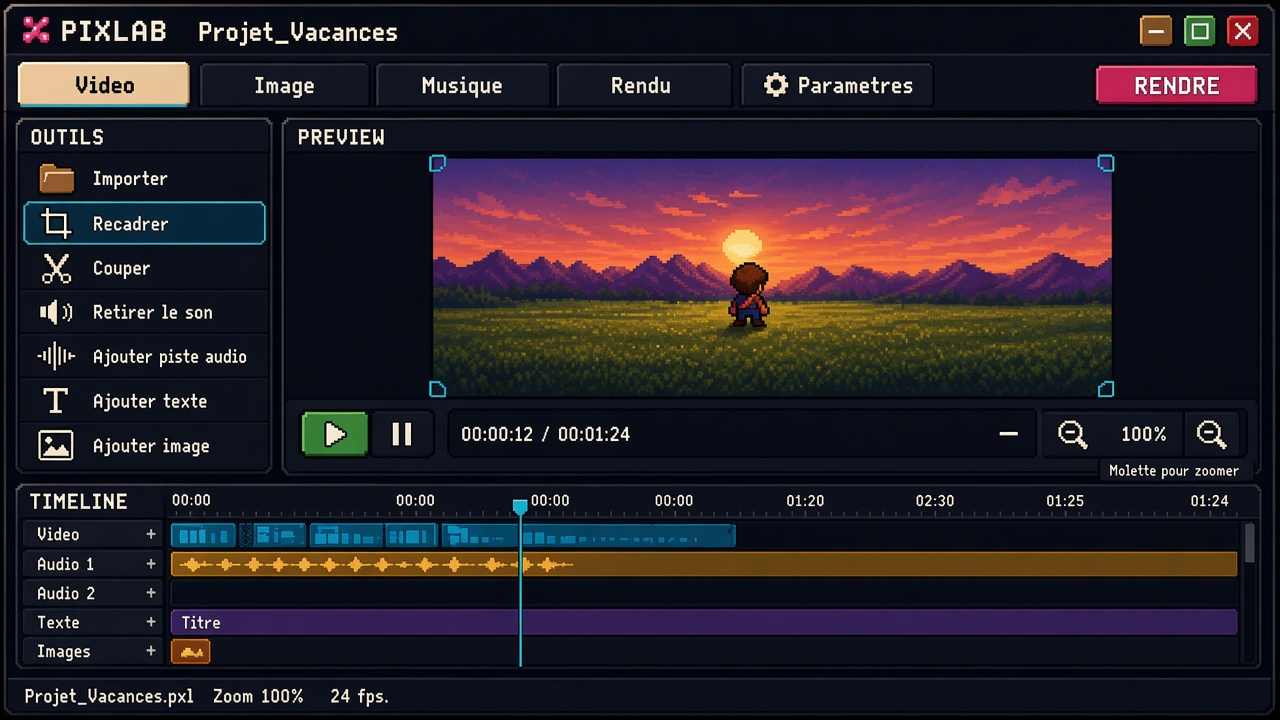 PIXLAB Projet_Vacances
Video Image Musique Rendu Parametres RENDRE
OUTILS
Importer
Recadrer
Couper
Retirer le son
Ajouter piste audio
Ajouter texte
Ajouter image
PREVIEW
00:00:12 / 00:01:24
100%
Molette pour zoomer
TIMELINE 00:00 00:00 00:00 00:00 01:20 02:30 01:25 01:24
Video +
Audio 1 +
Audio 2 +
Texte + Titre
Images +
Projet_Vacances.pxl Zoom 100% 24 fps.